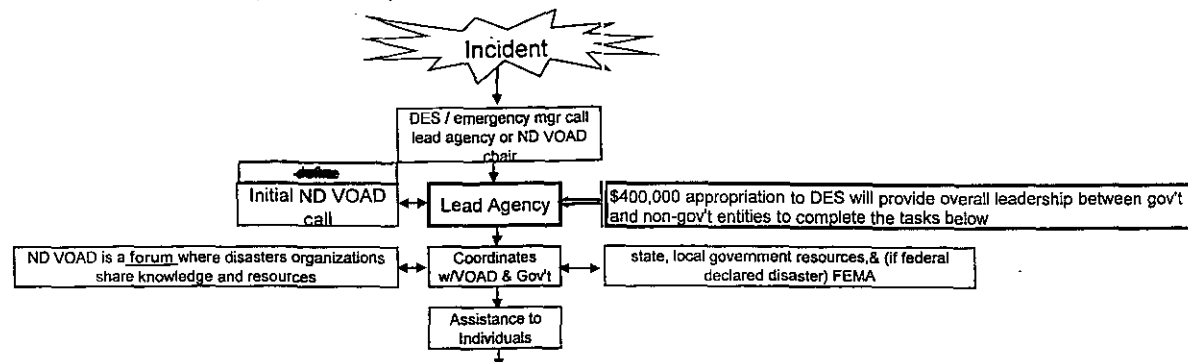 Incident
DES / emergency mgr call
lead agency or ND VOAD
chair
define
Initial ND VOAD
call
Lead Agency
$400,000 appropriation to DES will provide overall leadership between gov't
and non-gov't entities to complete the tasks below
ND VOAD is a forum where disasters organizations
share knowledge and resources
Coordinates
w/VOAD & Gov't
state, local government resources,& (if federal
declared disaster) FEMA
Assistance to
Individuals